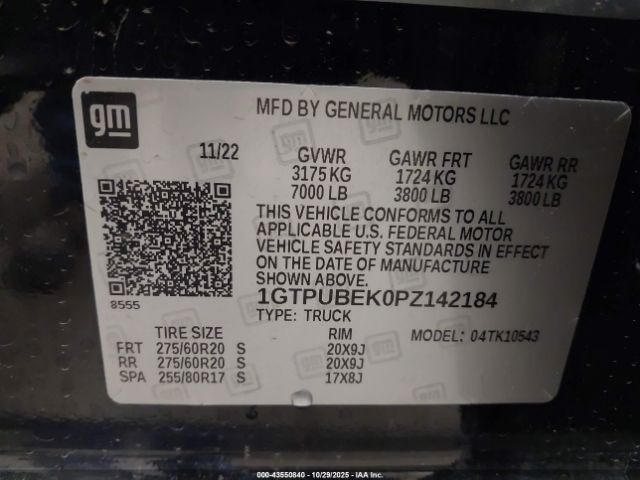 gm
MFD BY GENERAL MOTORS LLC
11/22 GVWR GAWR FRT GAWR RR
3175 KG 1724 KG 1724 KG
7000 LB 3800 LB 3800 LB
THIS VEHICLE CONFORMS TO ALL
APPLICABLE U.S. FEDERAL MOTOR
VEHICLE SAFETY STANDARDS IN EFFECT
ON THE DATE OF MANUFACTURE
SHOWN ABOVE.
8555
1GTPUBEK0PZ142184
TYPE: TRUCK MODEL: 04TK10543
TIRE SIZE RIM
FRT 275/60R20 S 20X9J
RR 275/60R20 S 20X9J
SPA 255/80R17 S 17X8J
© (000-43550840 - 10/29/2025 - IAA Inc.)